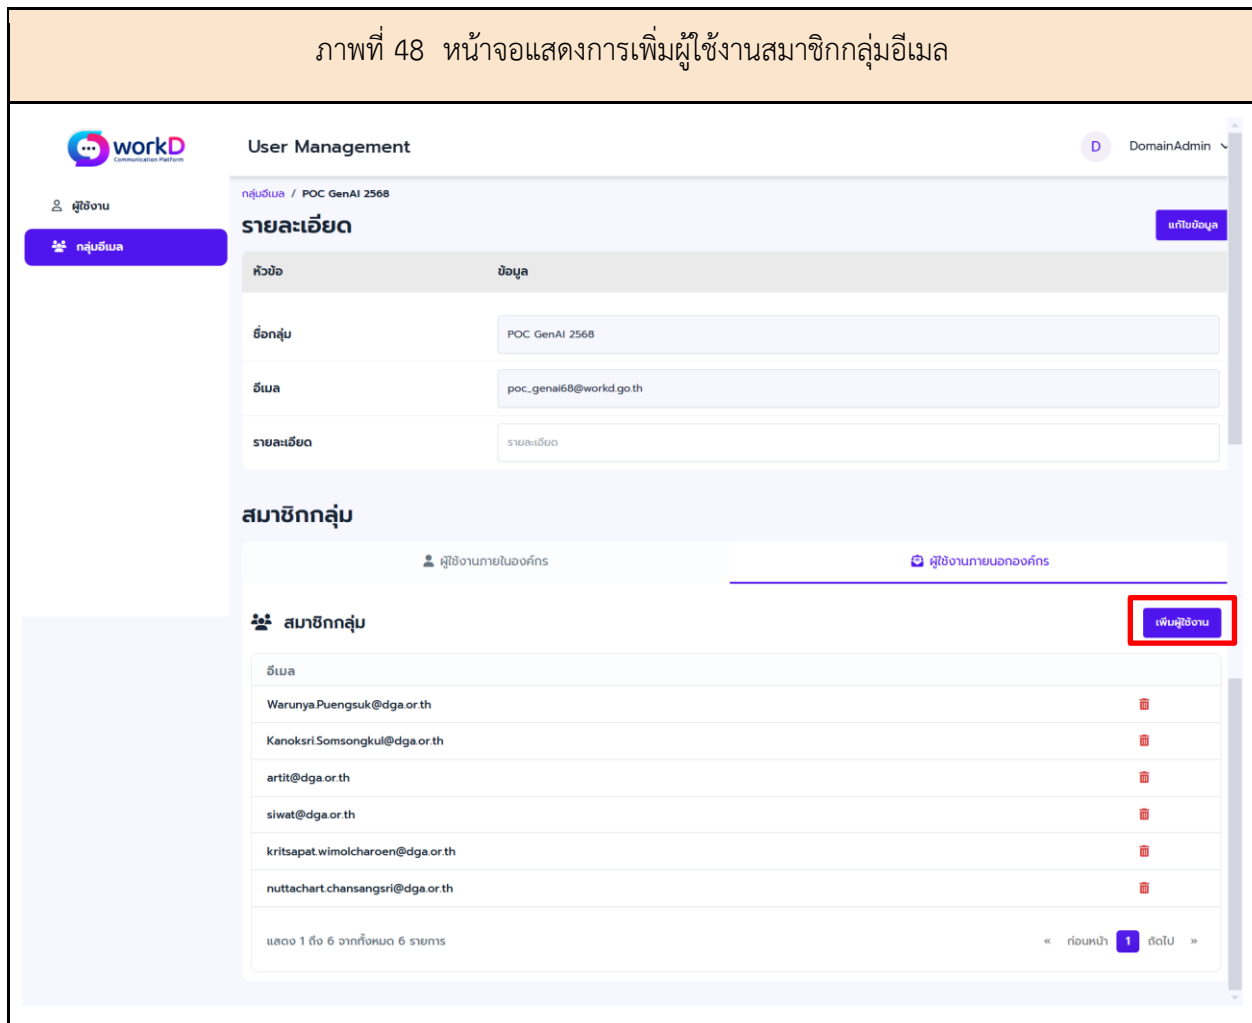 ภาพที่ 48 หน้าจอแสดงการเพิ่มผู้ใช้งานสมาชิกกลุ่มอีเมล
workD
Communication Platform
User Management
D DomainAdmin
ผู้ใช้งาน
กลุ่มอีเมล
กลุ่มอีเมล / POC GenAI 2568
รายละเอียด
แก้ไขข้อมูล
หัวข้อ ข้อมูล
ชื่อกลุ่ม POC GenAI 2568
อีเมล poc_genai68@workd.go.th
รายละเอียด รายละเอียด
สมาชิกกลุ่ม
ผู้ใช้งานภายในองค์กร ผู้ใช้งานภายนอกองค์กร
สมาชิกกลุ่ม เพิ่มผู้ใช้งาน
อีเมล
Warunya.Puengsuk@dga.or.th
Kanoksri.Somsongkul@dga.or.th
artit@dga.or.th
siwat@dga.or.th
kritsapat.wimolcharoen@dga.or.th
nuttachart.chansangsri@dga.or.th
แสดง 1 ถึง 6 จากทั้งหมด 6 รายการ « ก่อนหน้า 1 ถัดไป »